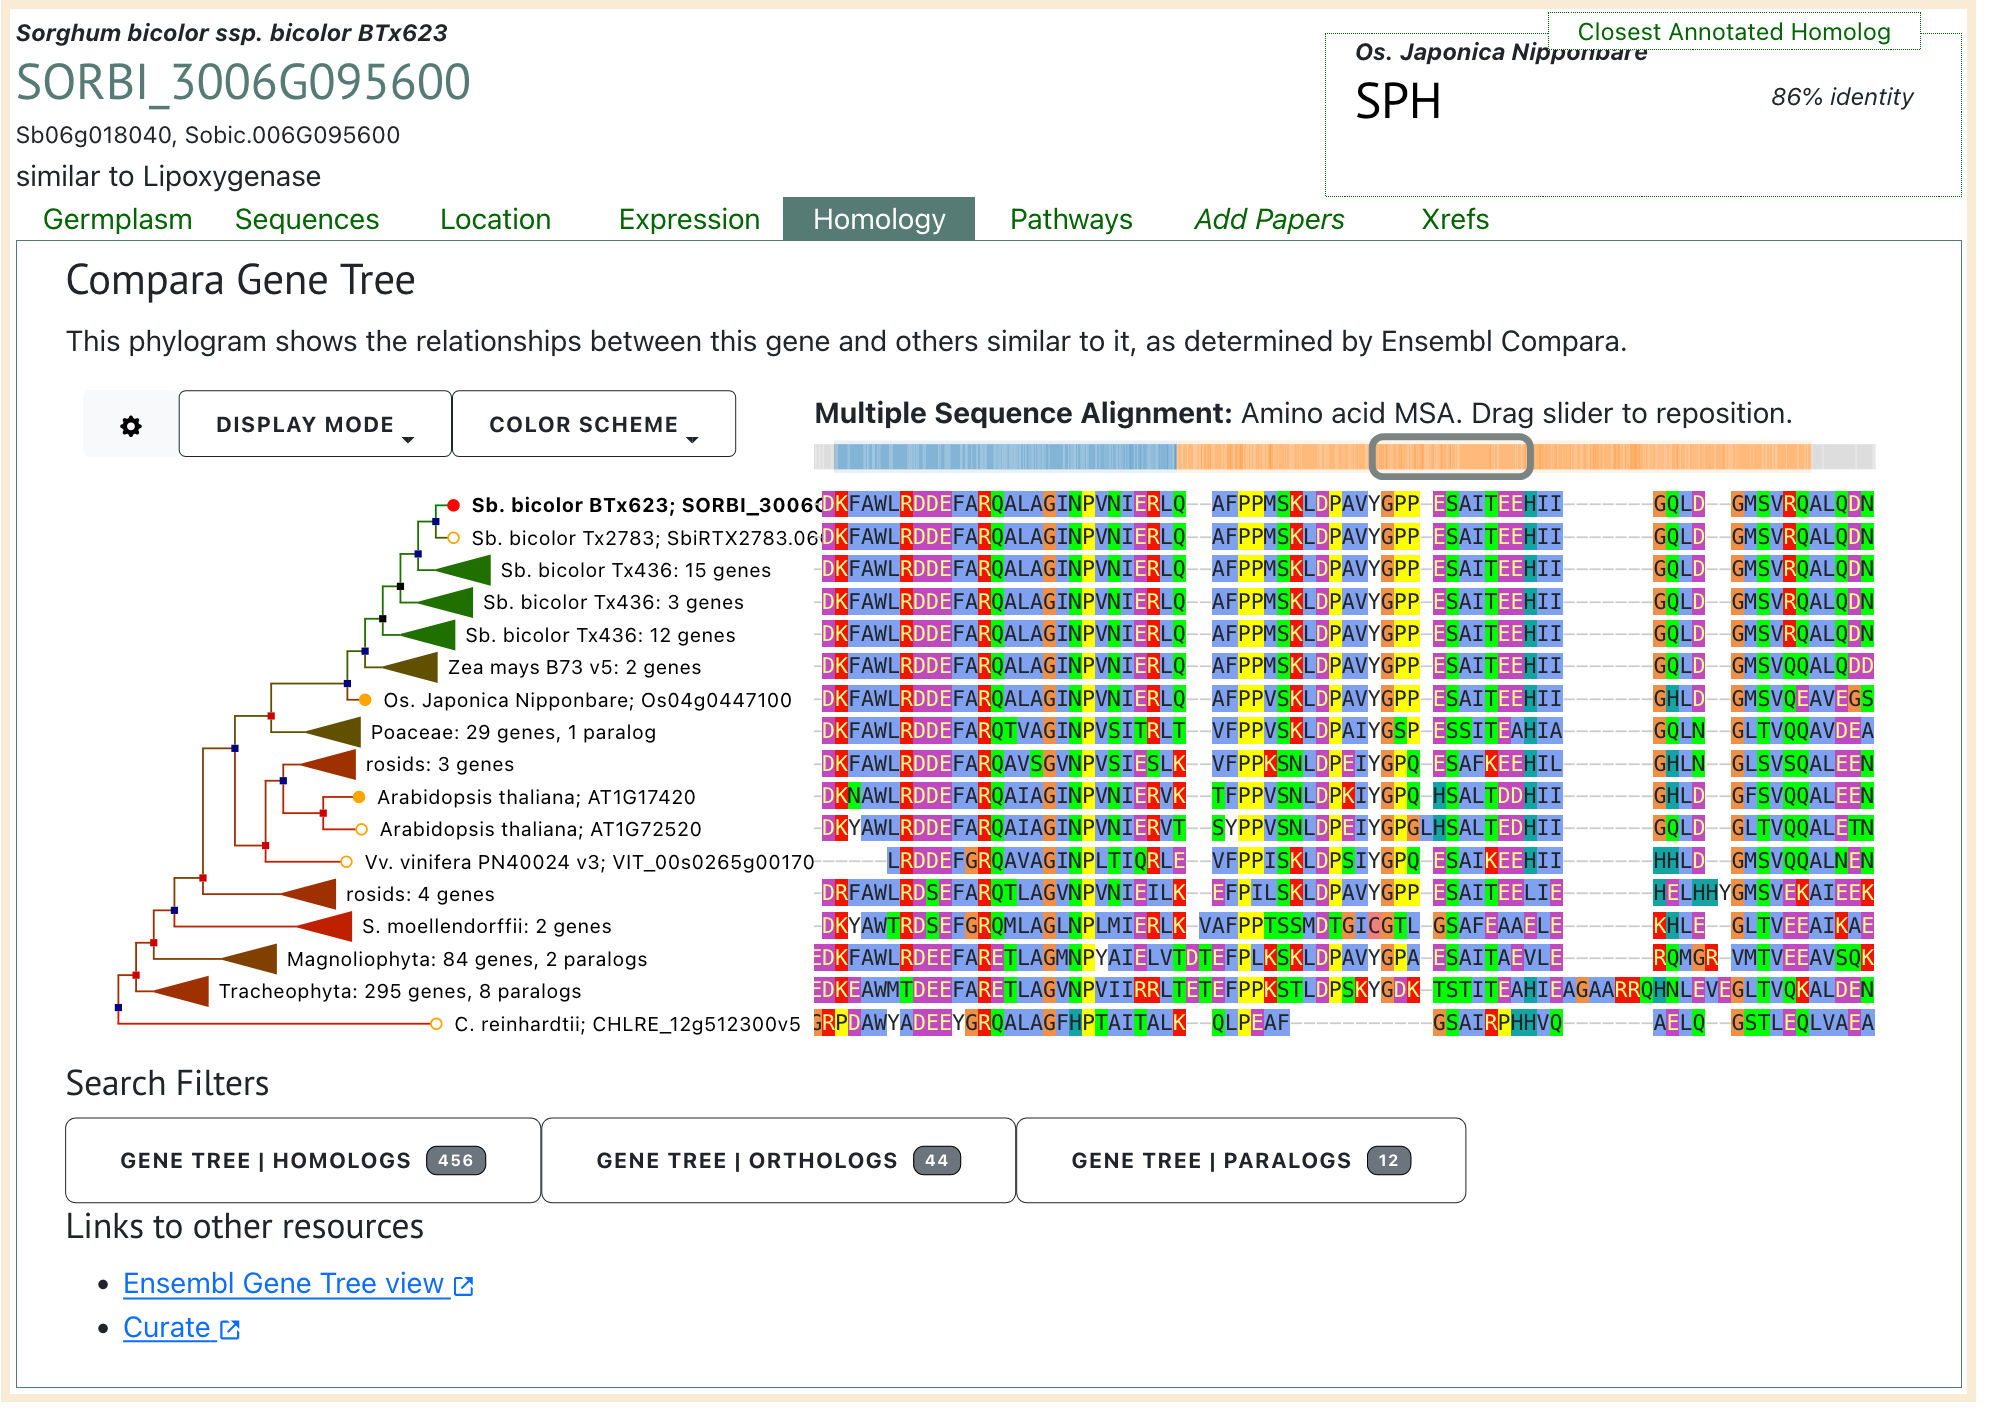 Sorghum bicolor ssp. bicolor BTx623
SORBI_3006G095600
Sb06g018040, Sobic.006G095600
similar to Lipoxygenase
Closest Annotated Homolog
Os. Japonica Nipponbare
SPH
86% identity
Germplasm Sequences Location Expression Homology Pathways Add Papers Xrefs
Compara Gene Tree
This phylogram shows the relationships between this gene and others similar to it, as determined by Ensembl Compara.
DISPLAY MODE COLOR SCHEME
Multiple Sequence Alignment: Amino acid MSA. Drag slider to reposition.
Sb. bicolor BTx623; SORBI_3006G DKFAWLRDDEFARQALAGINPVNIERLQ--AFPPMSKLDPAVYGPP-ESAITEEHII-------GQLD--GMSVRQALQDN
Sb. bicolor Tx2783; SbiRTX2783.06 DKFAWLRDDEFARQALAGINPVNIERLQ--AFPPMSKLDPAVYGPP-ESAITEEHII-------GQLD--GMSVRQALQDN
Sb. bicolor Tx436: 15 genes -DKFAWLRDDEFARQALAGINPVNIERLQ--AFPPMSKLDPAVYGPP-ESAITEEHII-------GQLD--GMSVRQALQDN
Sb. bicolor Tx436: 3 genes -DKFAWLRDDEFARQALAGINPVNIERLQ--AFPPMSKLDPAVYGPP-ESAITEEHII-------GQLD--GMSVRQALQDN
Sb. bicolor Tx436: 12 genes -DKFAWLRDDEFARQALAGINPVNIERLQ--AFPPMSKLDPAVYGPP-ESAITEEHII-------GQLD--GMSVRQALQDN
Zea mays B73 v5: 2 genes -DKFAWLRDDEFARQALAGINPVNIERLQ--AFPPMSKLDPAVYGPP-ESAITEEHII-------GQLD--GMSVQQALQDD
Os. Japonica Nipponbare; Os04g0447100 -DKFAWLRDDEFARQALAGINPVNIERLQ--AFPPVSKLDPAVYGPP-ESAITEEHII-------GHLD--GMSVQEAVEGS
Poaceae: 29 genes, 1 paralog -DKFAWLRDDEFARQTVAGINPVSITRLT--VFPPVSKLDPAIYGSP-ESSITEAHIA-------GQLN--GLTVQQAVDEA
rosids: 3 genes -DKFAWLRDDEFARQAVSGVNPVSIESLK--VFPPKSNLDPEIYGPQ-ESAFKEEHIL-------GHLN--GLSVSQALEEN
Arabidopsis thaliana; AT1G17420 -DKNAWLRDDEFARQAIAGINPVNIERVK--TFPPVSNLDPKIYGPQ-HSALTDDHII-------GHLD--GFSVQQALEEN
Arabidopsis thaliana; AT1G72520 -DKYAWLRDDEFARQAIAGINPVNIERVT--SYPPVSNLDPEIYGPGLHSALTEDHII-------GQLD--GLTVQQALETN
Vv. vinifera PN40024 v3; VIT_00s0265g00170 ------LRDDEFGRQAVAGINPLTIQRLE--VFPPISKLDPSIYGPQ-ESAIKEEHII-------HHLD--GMSVQQALNEN
rosids: 4 genes -DRFAWLRDSEFARQTLAGVNPVNIEILK--EFPILSKLDPAVYGPP-ESAITEELIE-------HELHHYGMSVEKAIEEK
S. moellendorffii: 2 genes -DKYAWTRDSEFGRQMLAGLNPLMIERLK-VAFPPTSSMDTGICGTL-GSAFEAAELE-------KHLE--GLTVEEAIKAE
Magnoliophyta: 84 genes, 2 paralogs EDKFAWLRDEEFARETLAGMNPYAIELVTDTEFPLKSKLDPAVYGPA-ESAITAEVLE-------RQMGR-VMTVEEAVSQK
Tracheophyta: 295 genes, 8 paralogs EDKEAWMTDEEFARETLAGVNPVIIRRLTETEFPPKSTLDPSKYGDK-TSTITEAHIEAGAARRQHNLEVEGLTVQKALDEN
C. reinhardtii; CHLRE_12g512300v5 GRPDAWYADEEYGRQALAGFHPTAITALK--QLPEAF-----------GSAIRPHHVQ-------AELQ--GSTLEQLVAEA
Search Filters
GENE TREE | HOMOLOGS 456 GENE TREE | ORTHOLOGS 44 GENE TREE | PARALOGS 12
Links to other resources
Ensembl Gene Tree view
Curate